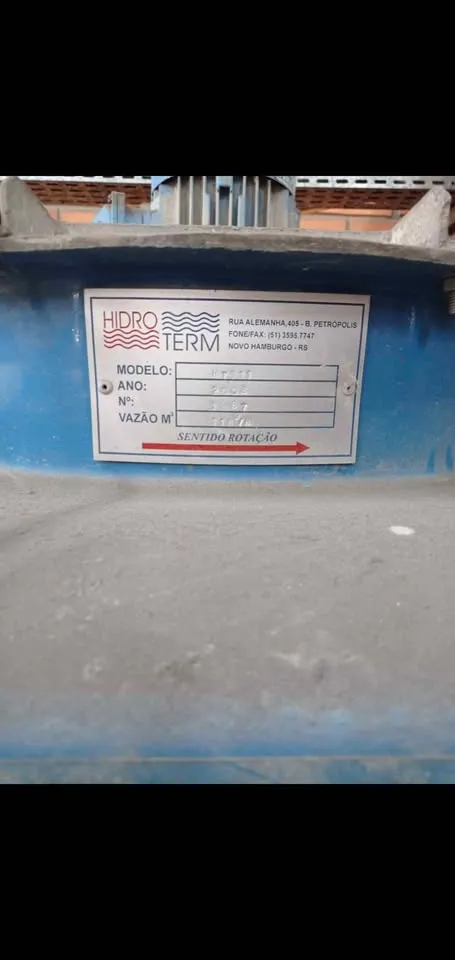 HIDRO TERM
RUA ALEMANHA, 405 - B. PETRÓPOLIS
FONE/FAX: (51) 3595.7747
NOVO HAMBURGO - RS
MODELO:
ANO:
Nº:
VAZÃO M³
SENTIDO ROTAÇÃO